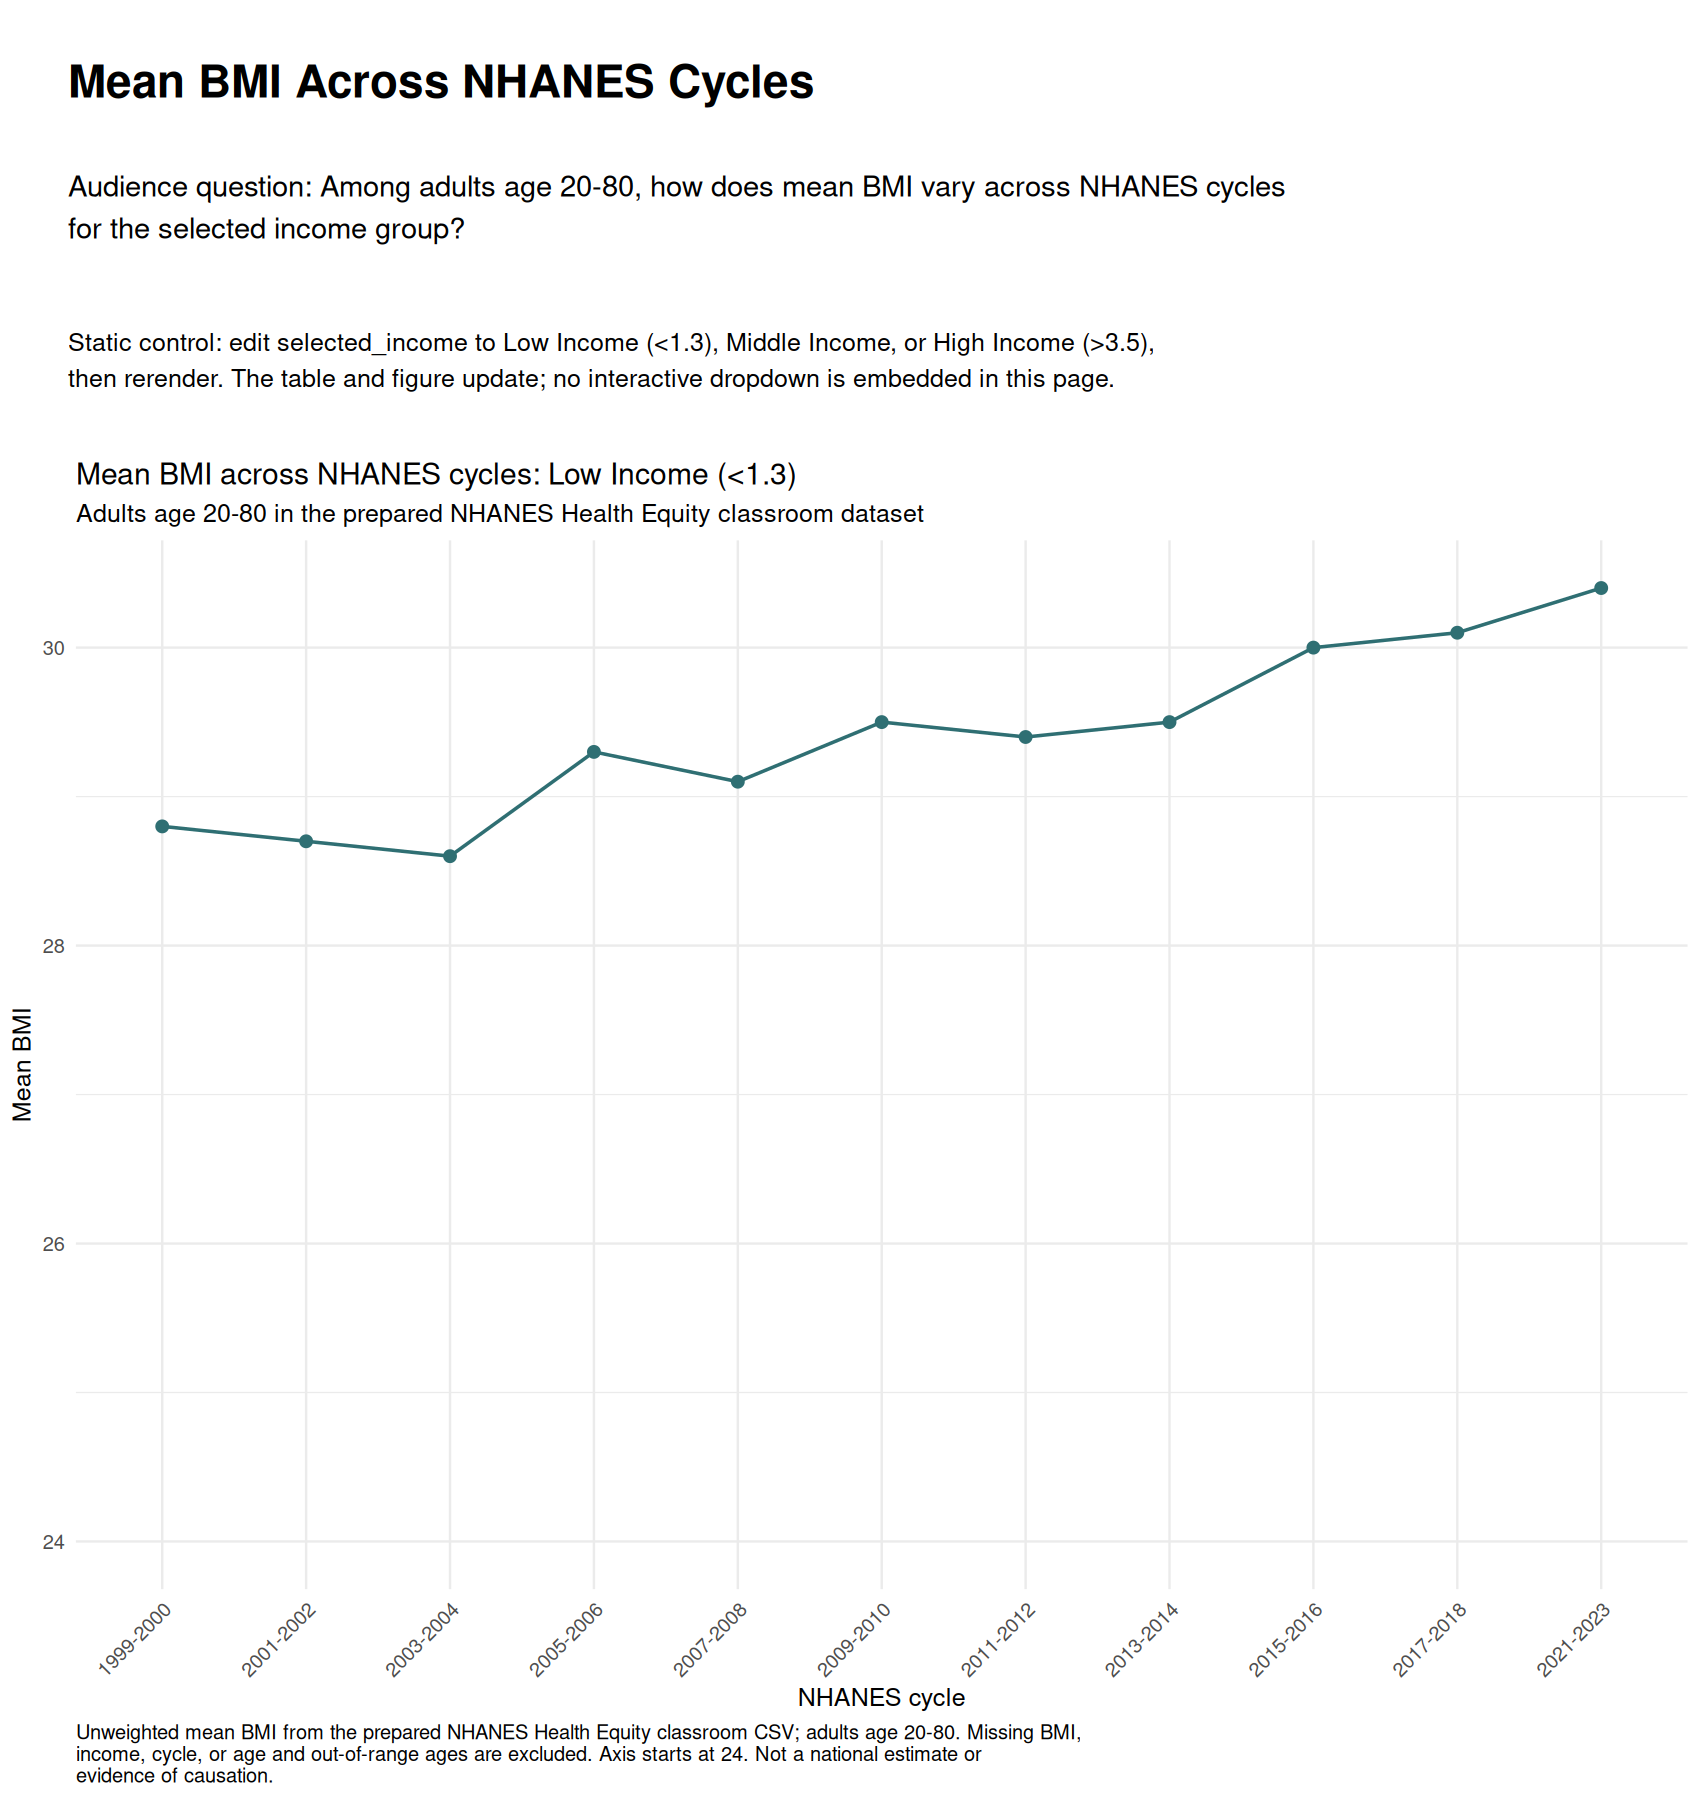 Mean BMI Across NHANES Cycles
Audience question: Among adults age 20-80, how does mean BMI vary across NHANES cycles
for the selected income group?
Static control: edit selected_income to Low Income (<1.3), Middle Income, or High Income (>3.5),
then rerender. The table and figure update; no interactive dropdown is embedded in this page.
Mean BMI across NHANES cycles: Low Income (<1.3)
Adults age 20-80 in the prepared NHANES Health Equity classroom dataset
30
28
26
24
Mean BMI
1999-2000
2001-2002
2003-2004
2005-2006
2007-2008
2009-2010
2011-2012
2013-2014
2015-2016
2017-2018
2021-2023
NHANES cycle
Unweighted mean BMI from the prepared NHANES Health Equity classroom CSV; adults age 20-80. Missing BMI,
income, cycle, or age and out-of-range ages are excluded. Axis starts at 24. Not a national estimate or
evidence of causation.